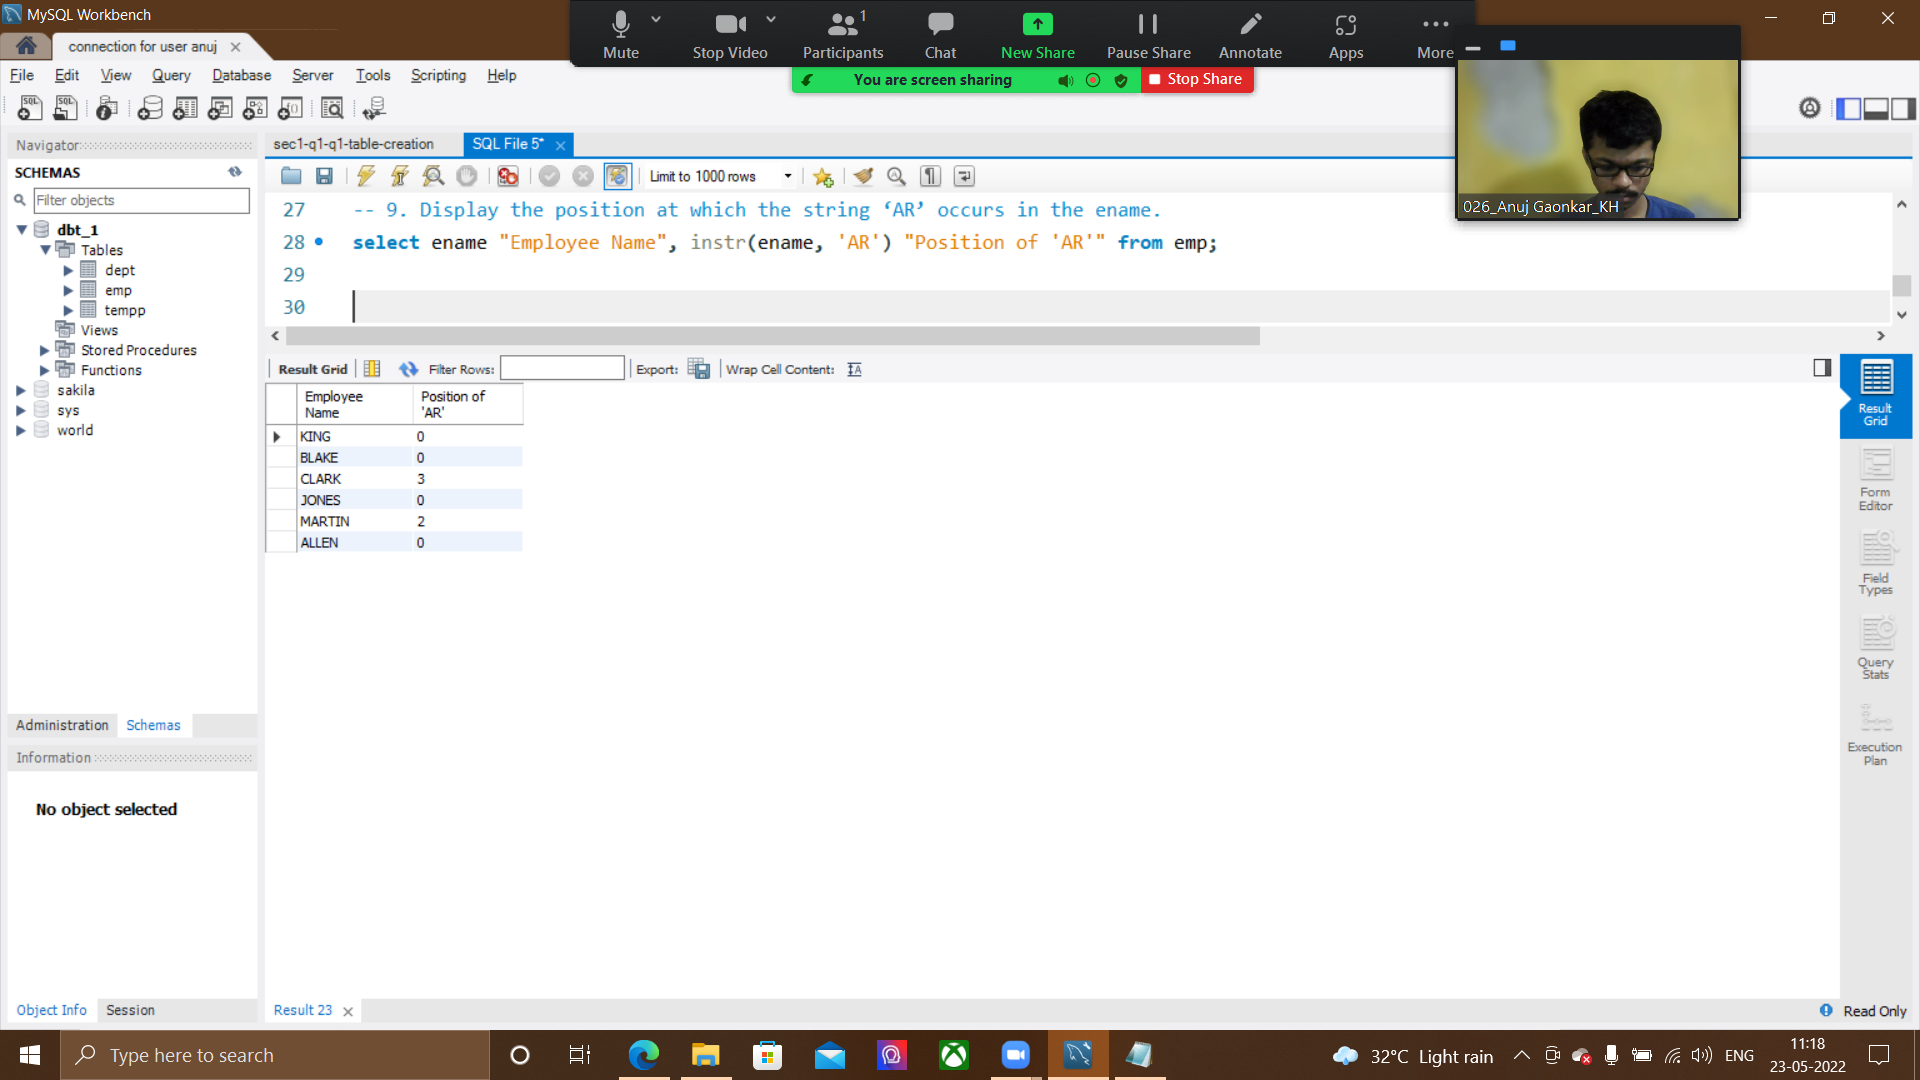 MySQL Workbench
connection for user anuj
File Edit View Query Database Server Tools Scripting Help
Mute
Stop Video
Participants
1
Chat
New Share
Pause Share
Annotate
Apps
More
You are screen sharing
Stop Share
026_Anuj Gaonkar_KH
Navigator
SCHEMAS
Filter objects
dbt_1
Tables
dept
emp
tempp
Views
Stored Procedures
Functions
sakila
sys
world
Administration Schemas
Information
No object selected
Object Info Session
sec1-q1-q1-table-creation SQL File 5*
Limit to 1000 rows
27 -- 9. Display the position at which the string ‘AR’ occurs in the ename.
28 select ename "Employee Name", instr(ename, 'AR') "Position of 'AR'" from emp;
29
30
Result Grid Filter Rows: Export: Wrap Cell Content:
Employee Name Position of 'AR'
KING 0
BLAKE 0
CLARK 3
JONES 0
MARTIN 2
ALLEN 0
Result Grid
Form Editor
Field Types
Query Stats
Execution Plan
Result 23
Read Only
Type here to search
32°C Light rain
ENG
11:18
23-05-2022